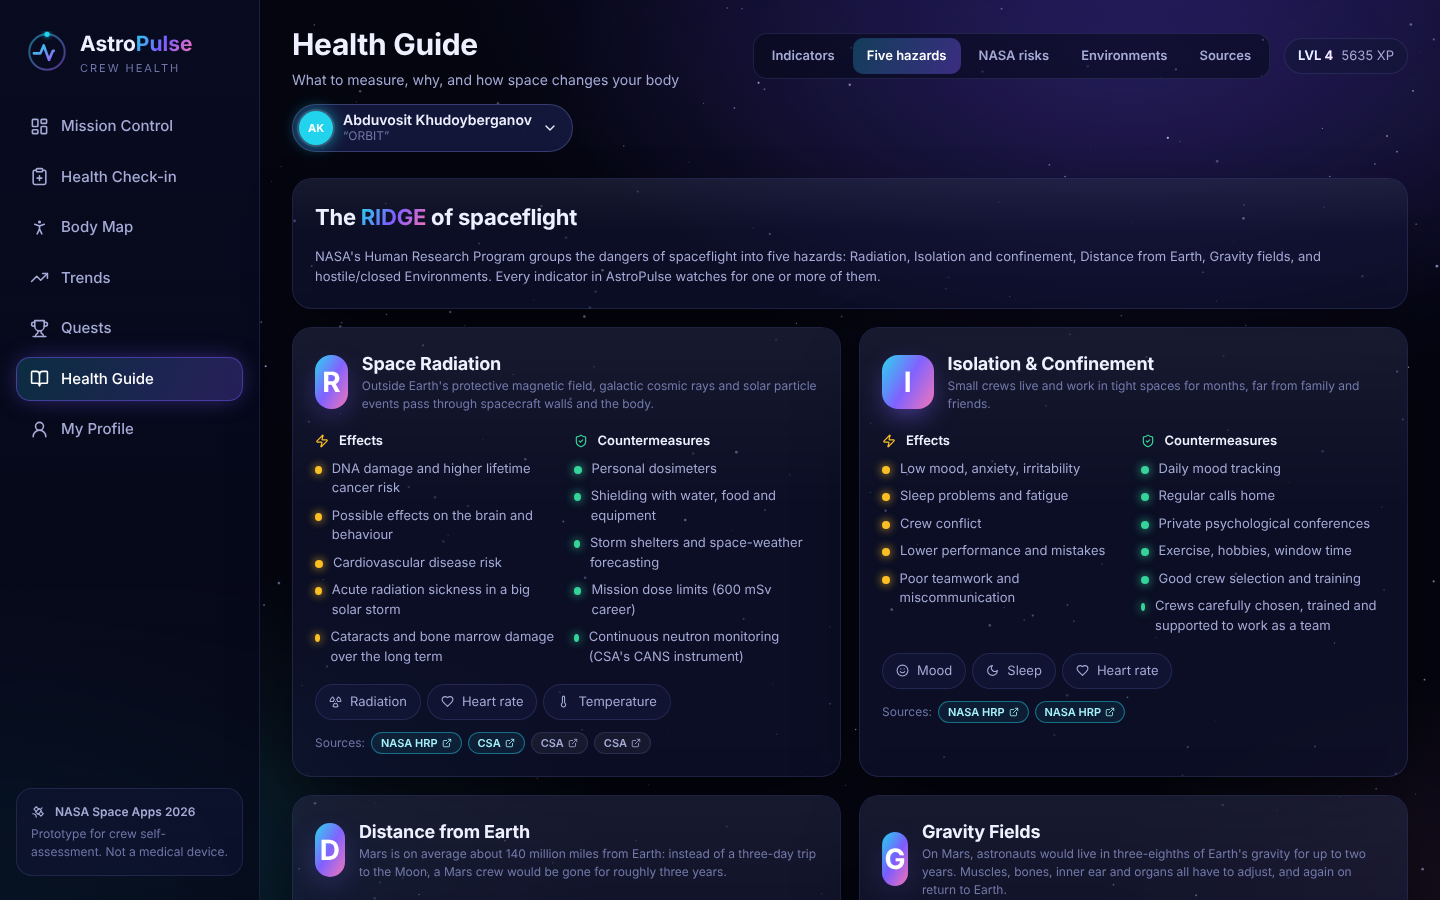 AstroPulse
CREW HEALTH
Mission Control
Health Check-in
Body Map
Trends
Quests
Health Guide
My Profile
NASA Space Apps 2026
Prototype for crew self-
assessment. Not a medical device.
Health Guide
What to measure, why, and how space changes your body
Indicators
Five hazards
NASA risks
Environments
Sources
LVL 4 5635 XP
AK
Abduvosit Khudoyberganov
“ORBIT”
The RIDGE of spaceflight
NASA's Human Research Program groups the dangers of spaceflight into five hazards: Radiation, Isolation and confinement, Distance from Earth, Gravity fields, and
hostile/closed Environments. Every indicator in AstroPulse watches for one or more of them.
R
Space Radiation
Outside Earth's protective magnetic field, galactic cosmic rays and solar particle
events pass through spacecraft walls and the body.
Effects
DNA damage and higher lifetime
cancer risk
Possible effects on the brain and
behaviour
Cardiovascular disease risk
Acute radiation sickness in a big
solar storm
Cataracts and bone marrow damage
over the long term
Countermeasures
Personal dosimeters
Shielding with water, food and
equipment
Storm shelters and space-weather
forecasting
Mission dose limits (600 mSv
career)
Continuous neutron monitoring
(CSA's CANS instrument)
Radiation
Heart rate
Temperature
Sources: NASA HRP CSA CSA CSA
I
Isolation & Confinement
Small crews live and work in tight spaces for months, far from family and
friends.
Effects
Low mood, anxiety, irritability
Sleep problems and fatigue
Crew conflict
Lower performance and mistakes
Poor teamwork and
miscommunication
Countermeasures
Daily mood tracking
Regular calls home
Private psychological conferences
Exercise, hobbies, window time
Good crew selection and training
Crews carefully chosen, trained and
supported to work as a team
Mood
Sleep
Heart rate
Sources: NASA HRP NASA HRP
D
Distance from Earth
Mars is on average about 140 million miles from Earth: instead of a three-day trip
to the Moon, a Mars crew would be gone for roughly three years.
G
Gravity Fields
On Mars, astronauts would live in three-eighths of Earth's gravity for up to two
years. Muscles, bones, inner ear and organs all have to adjust, and again on
return to Earth.